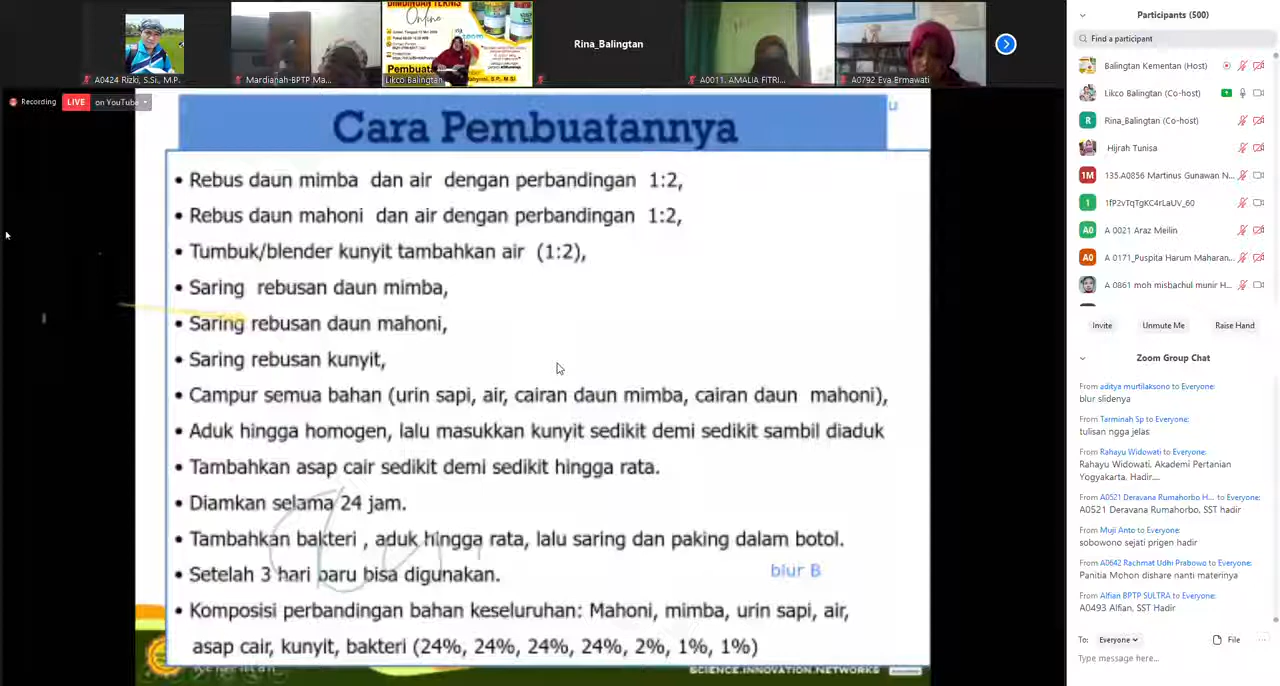 BIMBINGAN TEKNIS
Online
zoom
Pembuata
A0424 Rizki, S.Si., M.P.
Mardianah-BPTP Ma...
Likco Balingtan
Rina_Balingtan
A0011. AMALIA FITRI...
A0792 Eva Ermawati
Recording
LIVE on YouTube
u
Cara Pembuatannya
• Rebus daun mimba dan air dengan perbandingan 1:2,
• Rebus daun mahoni dan air dengan perbandingan 1:2,
• Tumbuk/blender kunyit tambahkan air (1:2),
• Saring rebusan daun mimba,
• Saring rebusan daun mahoni,
• Saring rebusan kunyit,
• Campur semua bahan (urin sapi, air, cairan daun mimba, cairan daun mahoni),
• Aduk hingga homogen, lalu masukkan kunyit sedikit demi sedikit sambil diaduk
• Tambahkan asap cair sedikit demi sedikit hingga rata.
• Diamkan selama 24 jam.
• Tambahkan bakteri , aduk hingga rata, lalu saring dan paking dalam botol.
• Setelah 3 hari baru bisa digunakan.
blur B
• Komposisi perbandingan bahan keseluruhan: Mahoni, mimba, urin sapi, air,
asap cair, kunyit, bakteri (24%, 24%, 24%, 24%, 2%, 1%, 1%)
SCIENCE.INNOVATION.NETWORKS
Participants (500)
Find a participant
Balingtan Kementan (Host)
Likco Balingtan (Co-host)
R Rina_Balingtan (Co-host)
Hijrah Tunisa
1M 135.A0856 Martinus Gunawan N...
1 1fP2vTqTgKC4rLaUV_60
A0 A 0021 Araz Meilin
A0 A 0171_Puspita Harum Maharan...
A 0861 moh misbachul munir H...
Invite
Unmute Me
Raise Hand
Zoom Group Chat
From aditya murtilaksono to Everyone:
blur slidenya
From Tarminah Sp to Everyone:
tulisan ngga jelas
From Rahayu Widowati to Everyone:
Rahayu Widowati, Akademi Pertanian
Yogyakarta, Hadir....
From A0521 Deravana Rumahorbo H... to Everyone:
A0521 Deravana Rumahorbo, SST hadir
From Muji Anto to Everyone:
sobowono sejati prigen hadir
From A0642 Rachmat Udhi Prabowo to Everyone:
Panitia Mohon dishare nanti materinya
From Alfian BPTP SULTRA to Everyone:
A0493 Alfian, SST Hadir
To: Everyone
File
...
Type message here...